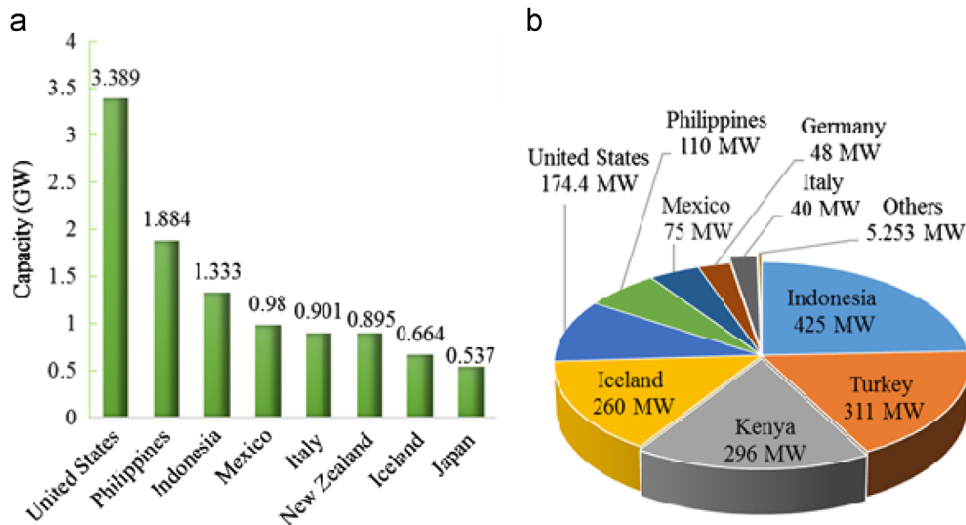 a
4
3.5
3
2.5
2
1.5
1
0.5
0
Capacity (GW)
3.389
1.884
1.333
0.98
0.901
0.895
0.664
0.537
United States
Philippines
Indonesia
Mexico
Italy
New Zealand
Iceland
Japan
b
United States
174.4 MW
Philippines
110 MW
Mexico
75 MW
Germany
48 MW
Italy
40 MW
Others
5.253 MW
Indonesia
425 MW
Turkey
311 MW
Kenya
296 MW
Iceland
260 MW